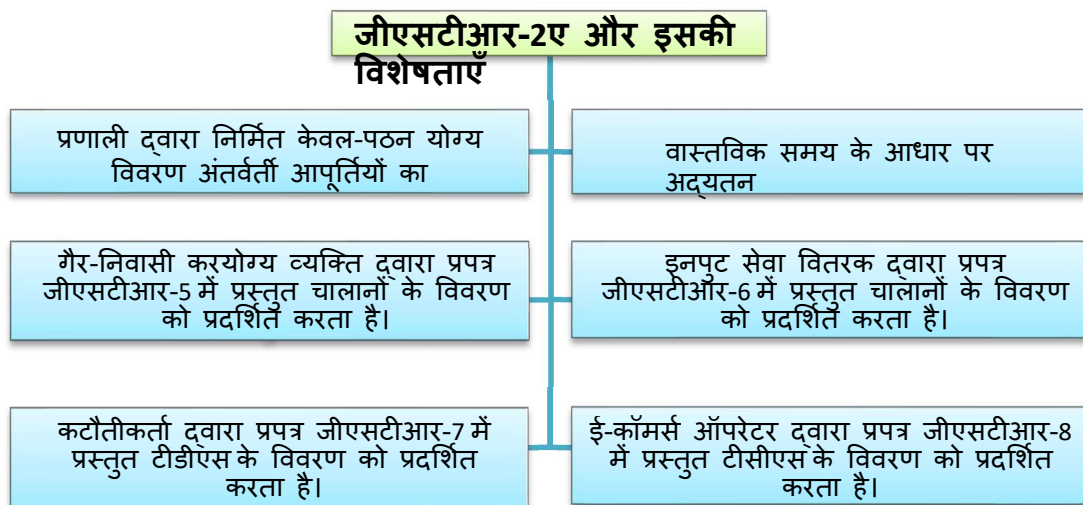 जीएसटीआर-2ए और इसकी
विशेषताएँ
प्रणाली द्वारा निर्मित केवल-पठन योग्य
विवरण अंतर्वर्ती आपूर्तियों का
वास्तविक समय के आधार पर
अद्यतन
गैर-निवासी करयोग्य व्यक्ति द्वारा प्रपत्र
जीएसटीआर-5 में प्रस्तुत चालानों के विवरण
को प्रदर्शित करता है।
इनपुट सेवा वितरक द्वारा प्रपत्र
जीएसटीआर-6 में प्रस्तुत चालानों के विवरण
को प्रदर्शित करता है।
कटौतीकर्ता द्वारा प्रपत्र जीएसटीआर-7 में
प्रस्तुत टीडीएस के विवरण को प्रदर्शित
करता है।
ई-कॉमर्स ऑपरेटर द्वारा प्रपत्र जीएसटीआर-8
में प्रस्तुत टीसीएस के विवरण को प्रदर्शित
करता है।